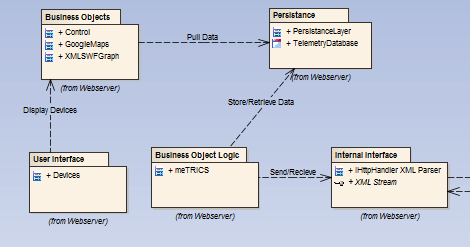 Business Objects
+ Control
+ GoogleMaps
+ XMLSWFGraph
(from Webserver)
Pull Data
Persistance
+ PersistanceLayer
+ TelemetryDatabase
(from Webserver)
Display Devices
Store/Retrieve Data
User Interface
+ Devices
(from Webserver)
Business Object Logic
+ meTRICS
(from Webserver)
Send/Recieve
Internal Interface
+ IHttpHandler XML Parser
+ XML Stream
(from Webserver)